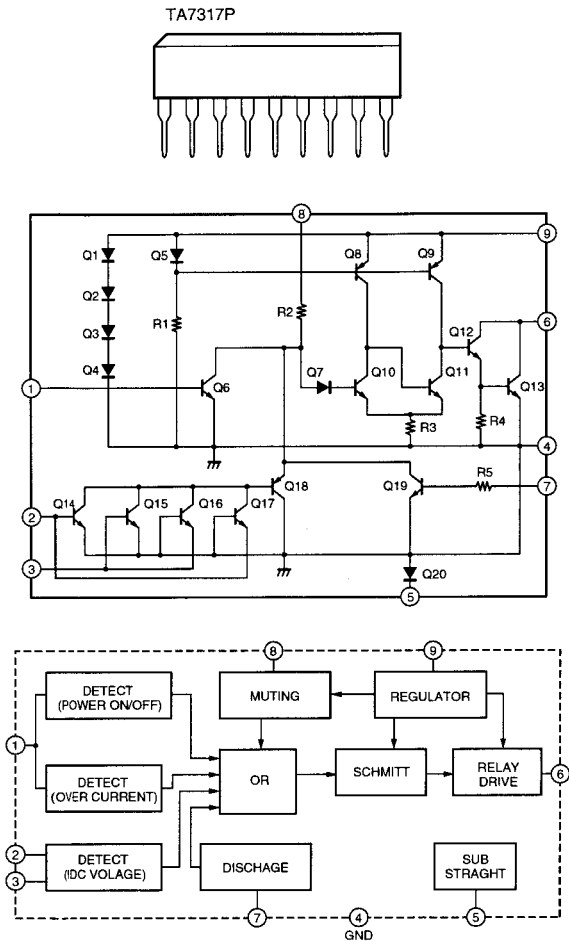 TA7317P
8
Q1
Q5
Q8
Q9
9
Q2
R2
Q12
6
R1
Q3
Q4
Q7
Q10
Q11
Q13
1
Q6
R3
R4
4
Q14
Q15
Q16
Q17
Q18
Q19
R5
7
2
3
Q20
5
8
9
DETECT
(POWER ON/OFF)
MUTING
REGULATOR
1
DETECT
(OVER CURRENT)
OR
SCHMITT
RELAY
DRIVE
6
2
3
DETECT
(IDC VOLAGE)
DISCHAGE
SUB
STRAGHT
7
4
5
GND